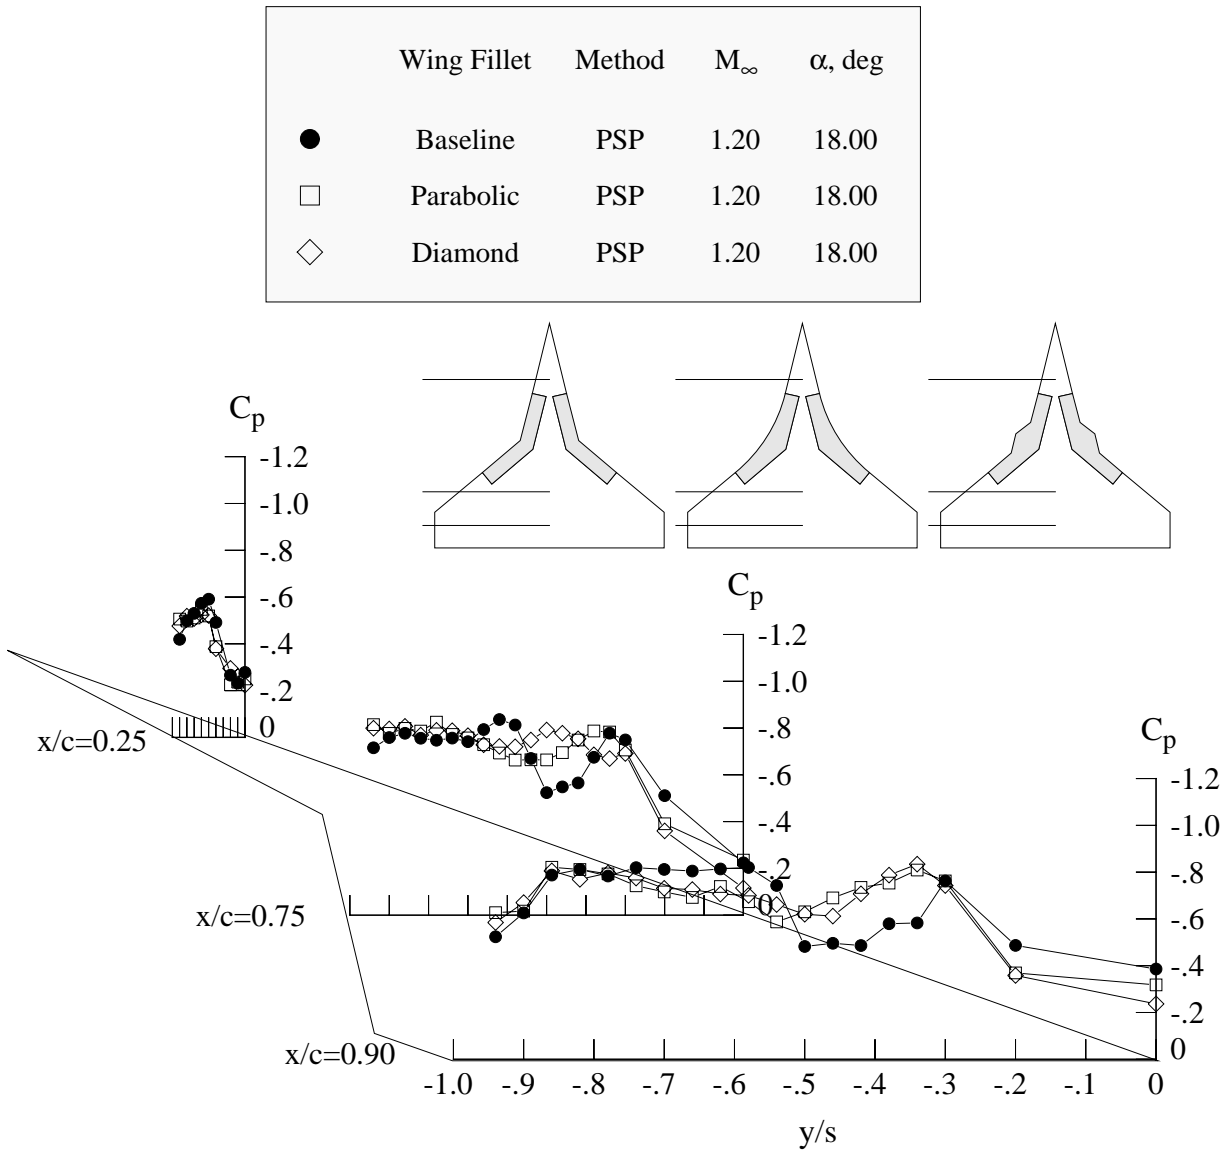 Wing Fillet Method M∞ α, deg
Baseline PSP 1.20 18.00
Parabolic PSP 1.20 18.00
Diamond PSP 1.20 18.00
Cp
-1.2
-1.0
-.8
-.6
-.4
-.2
0
x/c=0.25
Cp
-1.2
-1.0
-.8
-.6
-.4
-.2
0
x/c=0.75
Cp
-1.2
-1.0
-.8
-.6
-.4
-.2
0
x/c=0.90
-1.0 -.9 -.8 -.7 -.6 -.5 -.4 -.3 -.2 -.1 0
y/s